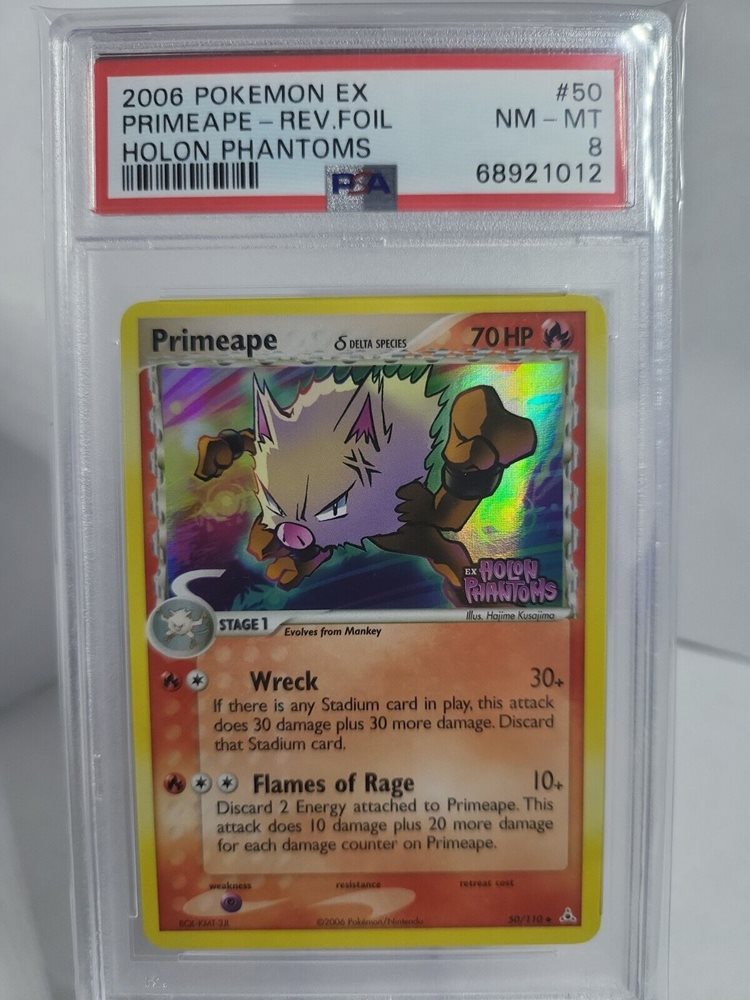 2006 POKEMON EX #50
PRIMEAPE - REV.FOIL NM - MT
HOLON PHANTOMS 8
PSA 68921012
Primeape δ DELTA SPECIES 70 HP
EX HOLON
PHANTOMS
Illus. Hajime Kusajima
STAGE 1
Evolves from Mankey
Wreck 30+
If there is any Stadium card in play, this attack
does 30 damage plus 30 more damage. Discard
that Stadium card.
Flames of Rage 10+
Discard 2 Energy attached to Primeape. This
attack does 10 damage plus 20 more damage
for each damage counter on Primeape.
weakness resistance retreat cost
©2006 Pokémon/Nintendo 50/110